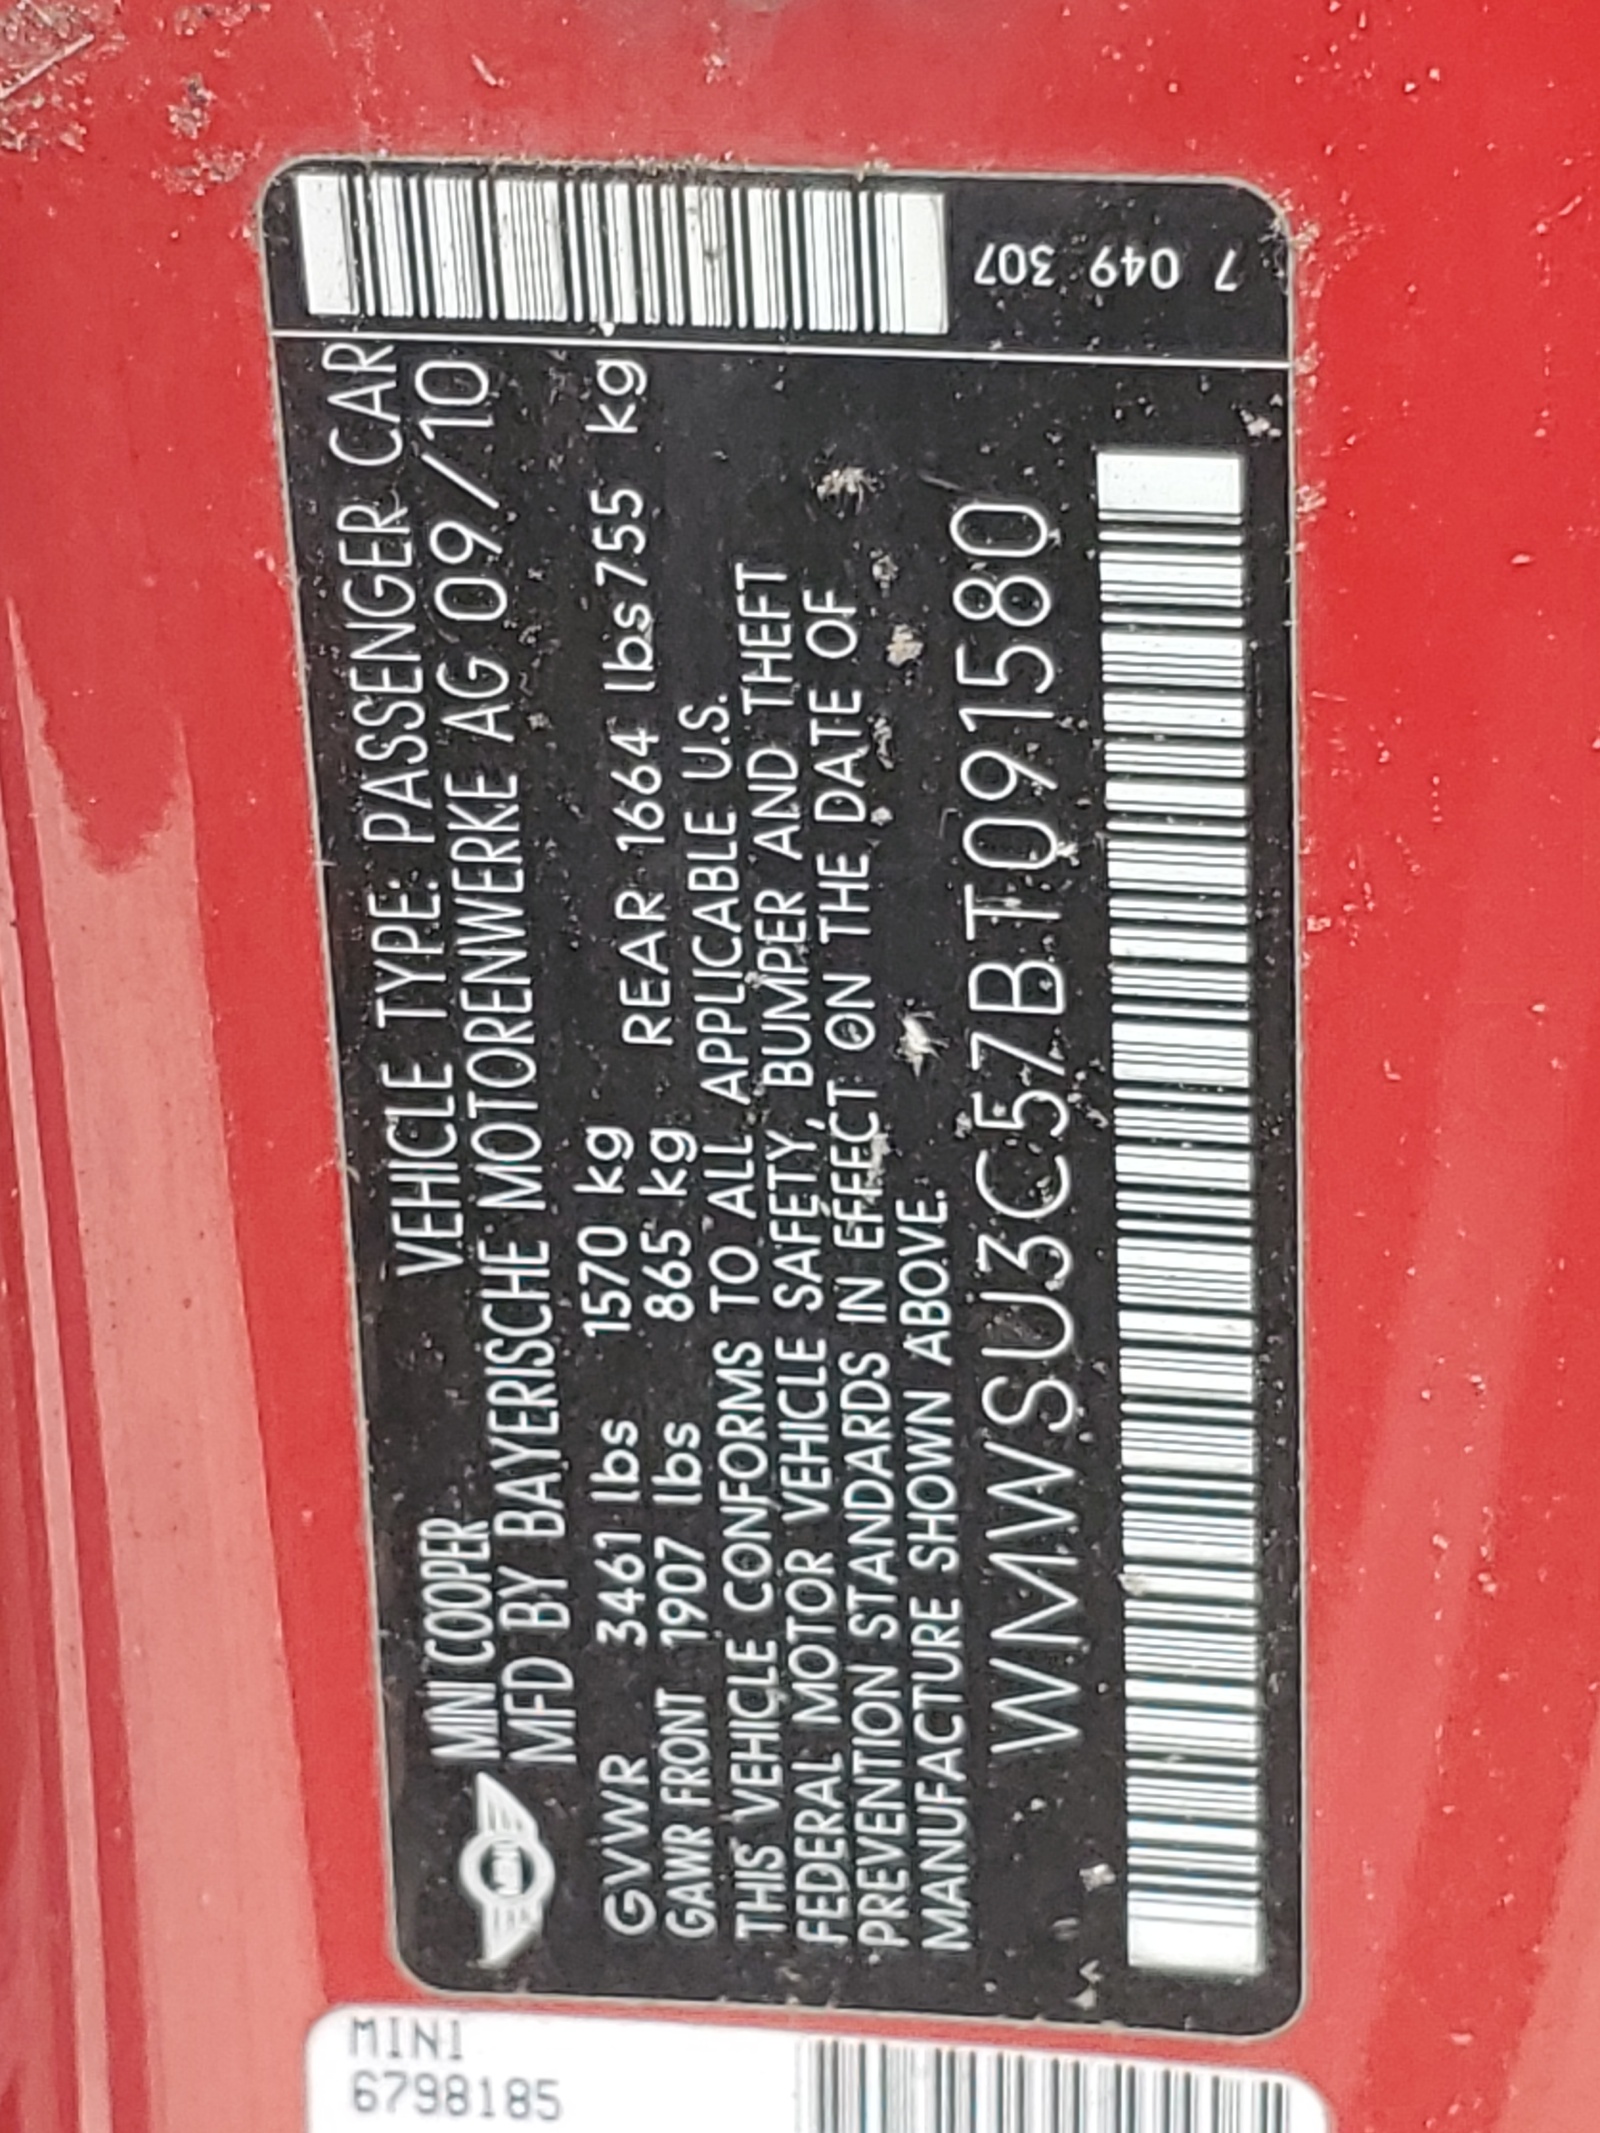 MINI COOPER VEHICLE TYPE: PASSENGER CAR
MFD BY BAYERISCHE MOTORENWERKE AG 09/10
GVWR 3461 lbs 1570 kg
GAWR FRONT 1907 lbs 865 kg REAR 1664 lbs 755 kg
THIS VEHICLE CONFORMS TO ALL APPLICABLE U.S.
FEDERAL MOTOR VEHICLE SAFETY, BUMPER AND THEFT
PREVENTION STANDARDS IN EFFECT ON THE DATE OF
MANUFACTURE SHOWN ABOVE.
WMWSU3C57BT091580
7 049 307
MINI
6798185